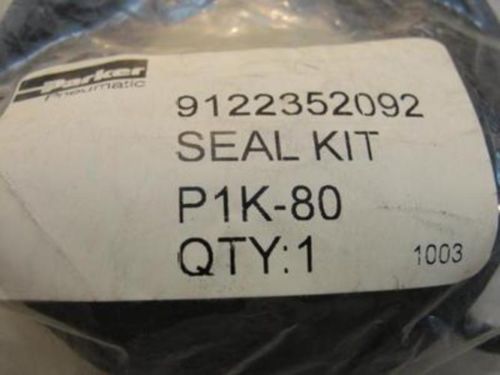 Parker
Pneumatic
9122352092
SEAL KIT
P1K-80
QTY:1
1003